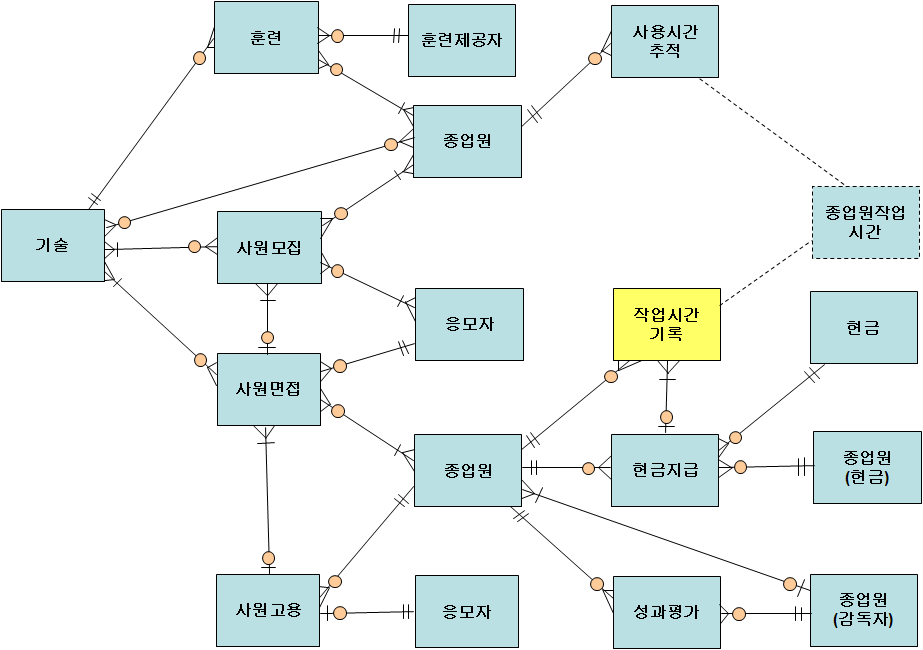 훈련
훈련제공자
사용시간
추적
종업원
종업원작업
시간
기술
사원모집
응모자
작업시간
기록
현금
사원면접
종업원
현금지급
종업원
(현금)
사원고용
응모자
성과평가
종업원
(감독자)